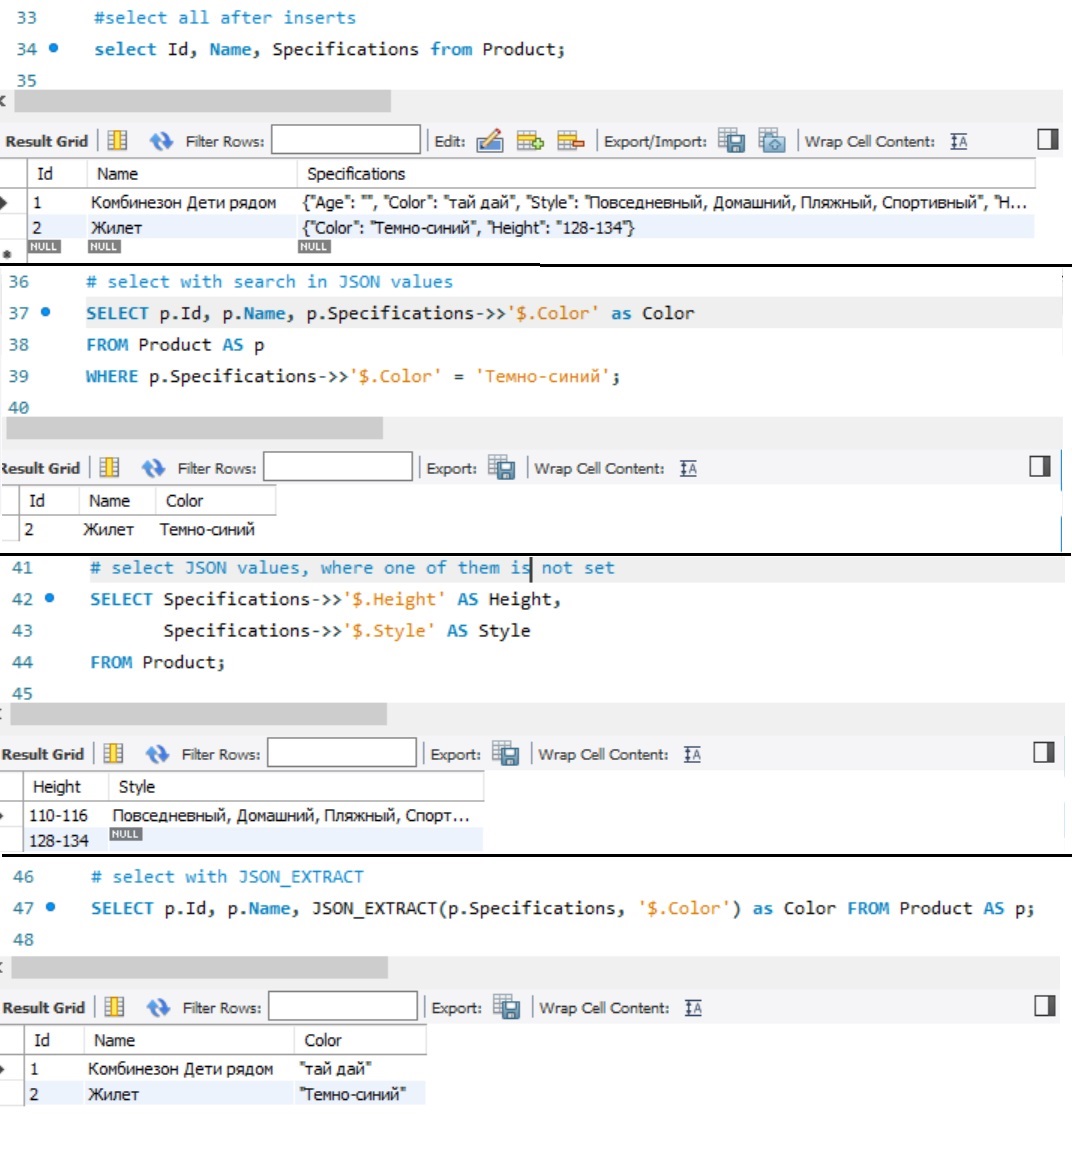 33 #select all after inserts
34 select Id, Name, Specifications from Product;
35
Result Grid Filter Rows: Edit: Export/Import: Wrap Cell Content:
Id Name Specifications
1 Комбинезон Дети рядом {"Age": "", "Color": "тай дай", "Style": "Повседневный, Домашний, Пляжный, Спортивный", "H...
2 Жилет {"Color": "Темно-синий", "Height": "128-134"}
NULL NULL NULL
36 # select with search in JSON values
37 SELECT p.Id, p.Name, p.Specifications->>'$.Color' as Color
38 FROM Product AS p
39 WHERE p.Specifications->>'$.Color' = 'Темно-синий';
40
Result Grid Filter Rows: Export: Wrap Cell Content:
Id Name Color
2 Жилет Темно-синий
41 # select JSON values, where one of them is not set
42 SELECT Specifications->>'$.Height' AS Height,
43 Specifications->>'$.Style' AS Style
44 FROM Product;
45
Result Grid Filter Rows: Export: Wrap Cell Content:
Height Style
110-116 Повседневный, Домашний, Пляжный, Спорт...
128-134 NULL
46 # select with JSON_EXTRACT
47 SELECT p.Id, p.Name, JSON_EXTRACT(p.Specifications, '$.Color') as Color FROM Product AS p;
48
Result Grid Filter Rows: Export: Wrap Cell Content:
Id Name Color
1 Комбинезон Дети рядом "тай дай"
2 Жилет "Темно-синий"